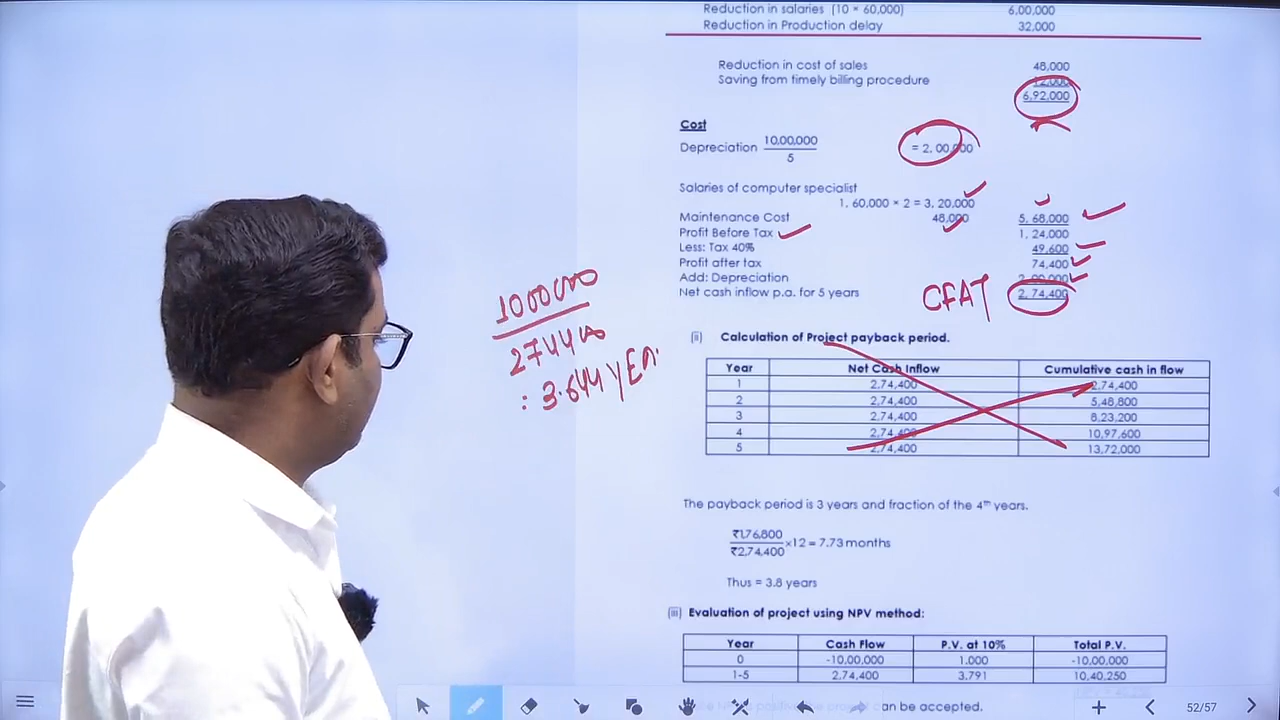 Reduction in salaries (10 × 60,000) 6,00,000
Reduction in Production delay 32,000
Reduction in cost of sales 48,000
Saving from timely billing procedure 12,000
6,92,000
Cost
Depreciation 10,00,000 / 5 = 2,00,000
Salaries of computer specialist
1,60,000 × 2 = 3,20,000
Maintenance Cost 48,000 5,68,000
Profit Before Tax 1,24,000
Less: Tax 40% 49,600
Profit after tax 74,400
Add: Depreciation 2,00,000
Net cash inflow p.a. for 5 years 2,74,400
CFAT
1000000
274400
: 3.644 YEAR
(ii) Calculation of Project payback period.
Year Net Cash Inflow Cumulative cash in flow
1 2,74,400 2,74,400
2 2,74,400 5,48,800
3 2,74,400 8,23,200
4 2,74,400 10,97,600
5 2,74,400 13,72,000
The payback period is 3 years and fraction of the 4th years.
₹1,76,800
₹2,74,400 ×12 = 7.73 months
Thus = 3.8 years
(iii) Evaluation of project using NPV method:
Year Cash Flow P.V. at 10% Total P.V.
0 -10,00,000 1.000 -10,00,000
1-5 2,74,400 3.791 10,40,250
an be accepted.
52/57